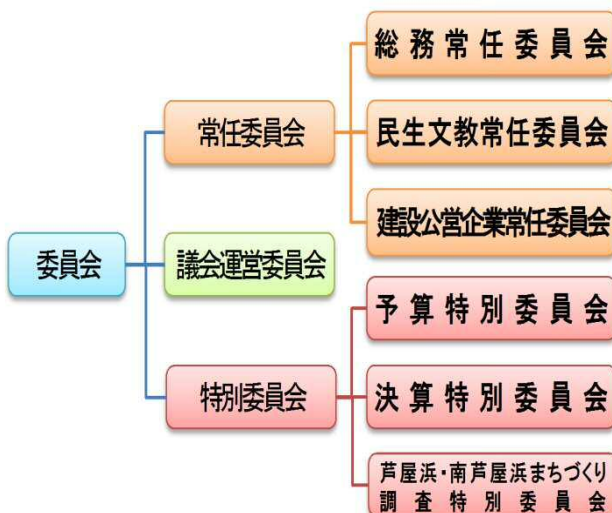 委員会
常任委員会
総務常任委員会
民生文教常任委員会
建設公営企業常任委員会
議会運営委員会
特別委員会
予算特別委員会
決算特別委員会
芦屋浜・南芦屋浜まちづくり
調査特別委員会